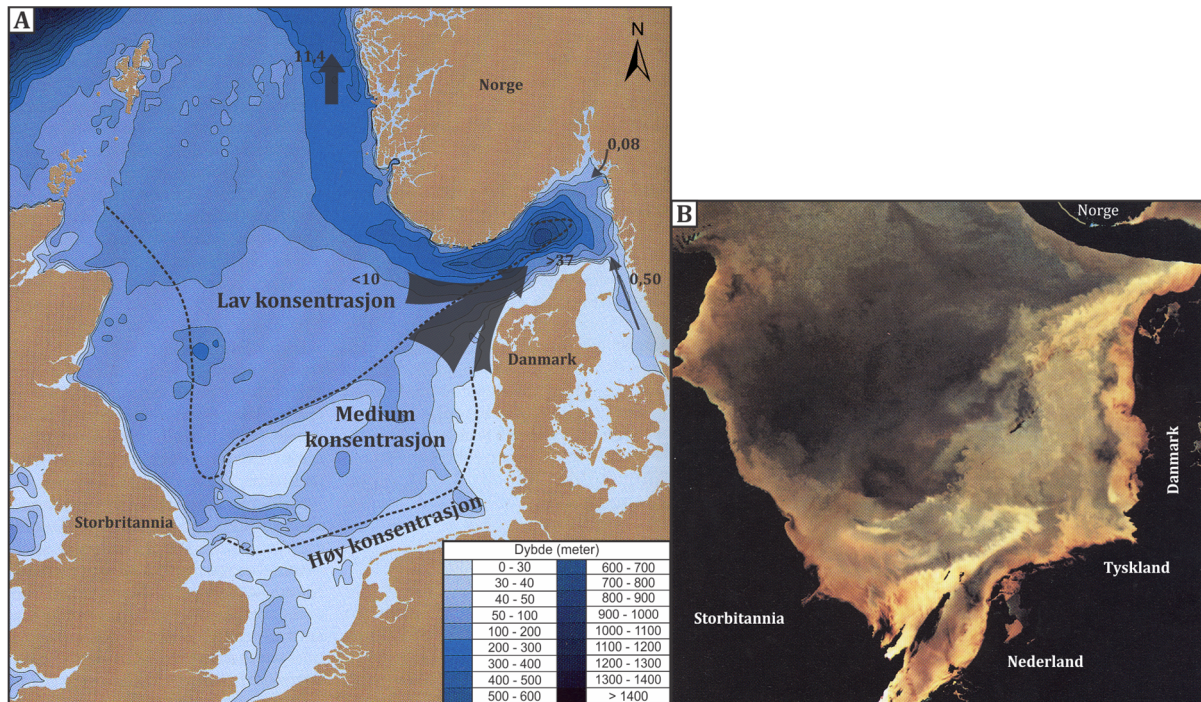 A
N
11,4
Norge
0,08
<10
>37
Lav konsentrasjon
0,50
Danmark
Medium
konsentrasjon
Storbritannia
Høy konsentrasjon
Dybde (meter)
0 - 30
30 - 40
40 - 50
50 - 100
100 - 200
200 - 300
300 - 400
400 - 500
500 - 600
600 - 700
700 - 800
800 - 900
900 - 1000
1000 - 1100
1100 - 1200
1200 - 1300
1300 - 1400
> 1400
B
Norge
Danmark
Tyskland
Storbitannia
Nederland